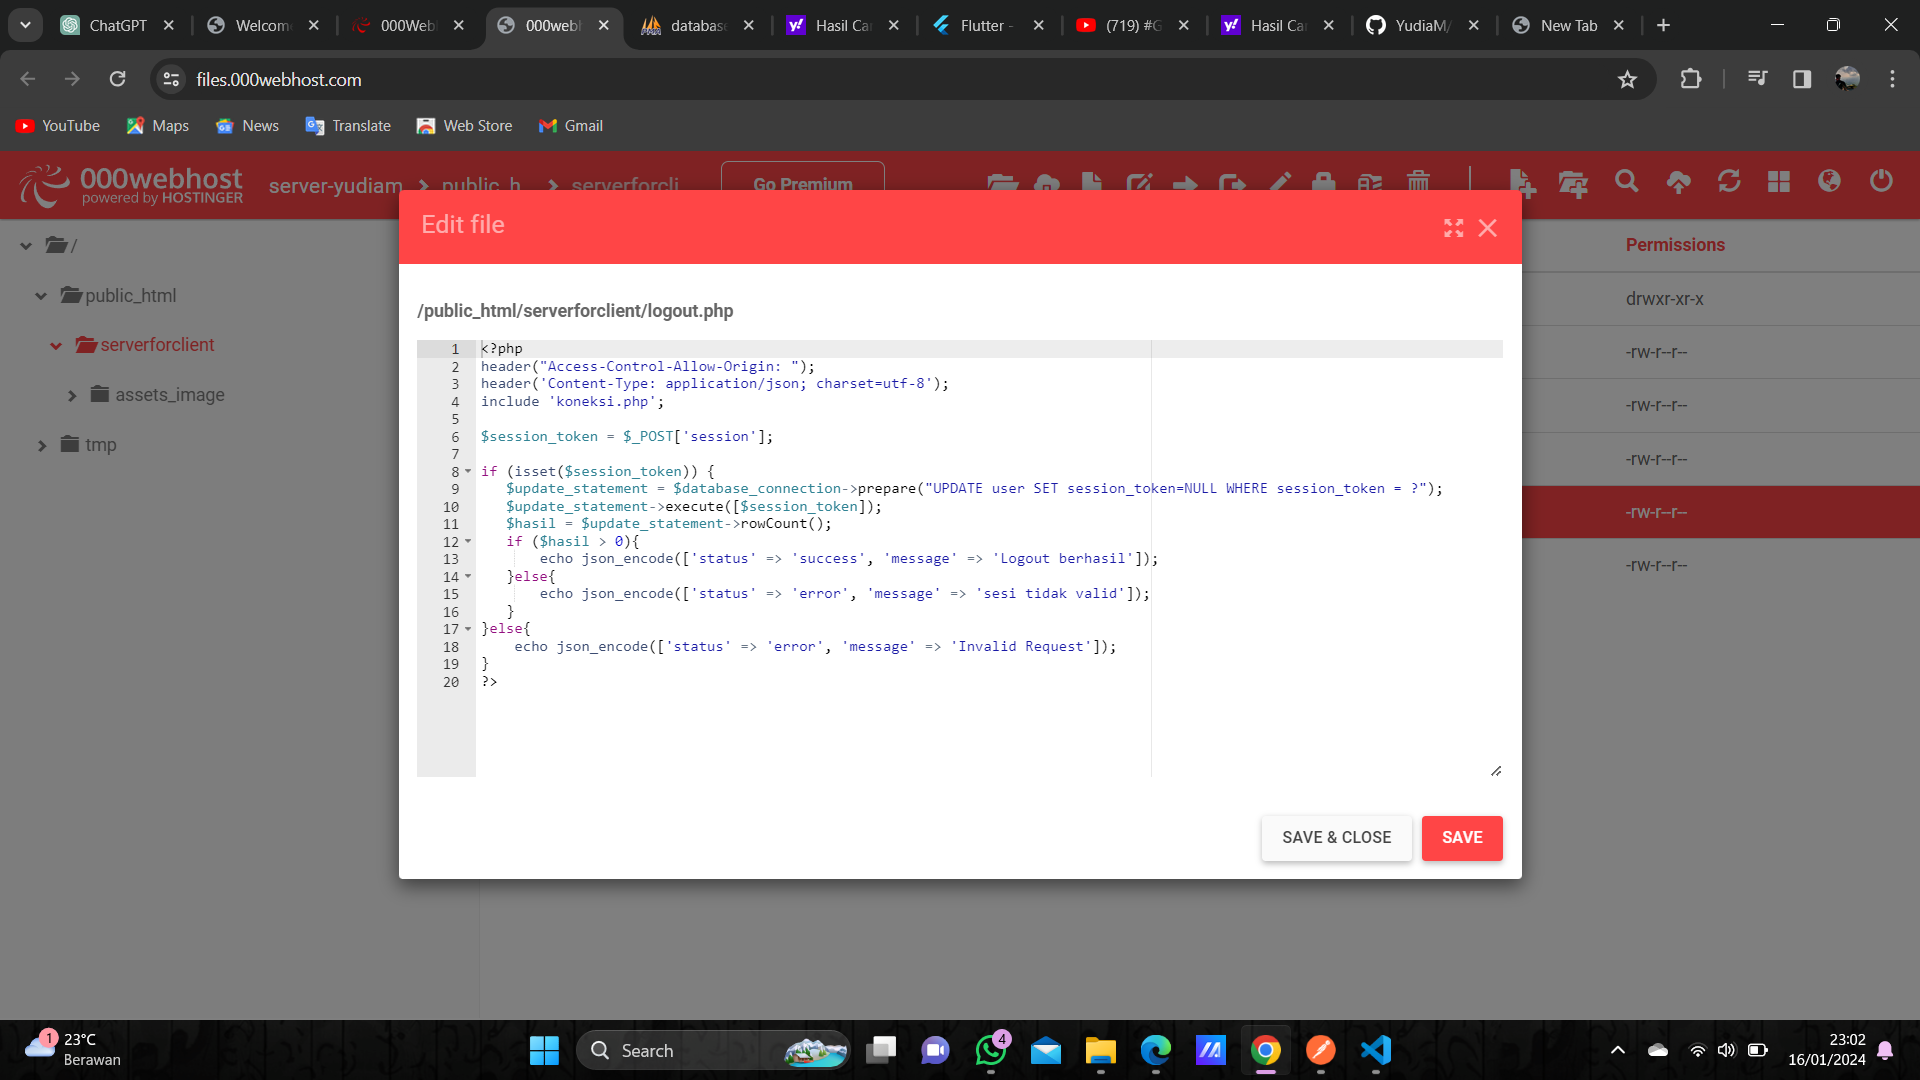 ChatGPT
Welcom
000Web
000web
databas
Hasil Ca
Flutter -
(719) #G
Hasil Ca
YudiaM/
New Tab
files.000webhost.com
YouTube
Maps
News
Translate
Web Store
Gmail
000webhost
powered by HOSTINGER
server-yudiam > public_h > serverforcli
Go Premium
Edit file
/
public_html
serverforclient
assets_image
tmp
Permissions
drwxr-xr-x
-rw-r--r--
-rw-r--r--
-rw-r--r--
-rw-r--r--
-rw-r--r--
/public_html/serverforclient/logout.php
1 <?php
2 header("Access-Control-Allow-Origin: ");
3 header('Content-Type: application/json; charset=utf-8');
4 include 'koneksi.php';
5
6 $session_token = $_POST['session'];
7
8 if (isset($session_token)) {
9 $update_statement = $database_connection->prepare("UPDATE user SET session_token=NULL WHERE session_token = ?");
10 $update_statement->execute([$session_token]);
11 $hasil = $update_statement->rowCount();
12 if ($hasil > 0){
13 echo json_encode(['status' => 'success', 'message' => 'Logout berhasil']);
14 }else{
15 echo json_encode(['status' => 'error', 'message' => 'sesi tidak valid']);
16 }
17 }else{
18 echo json_encode(['status' => 'error', 'message' => 'Invalid Request']);
19 }
20 ?>
SAVE & CLOSE
SAVE
1
23°C
Berawan
Search
4
23:02
16/01/2024